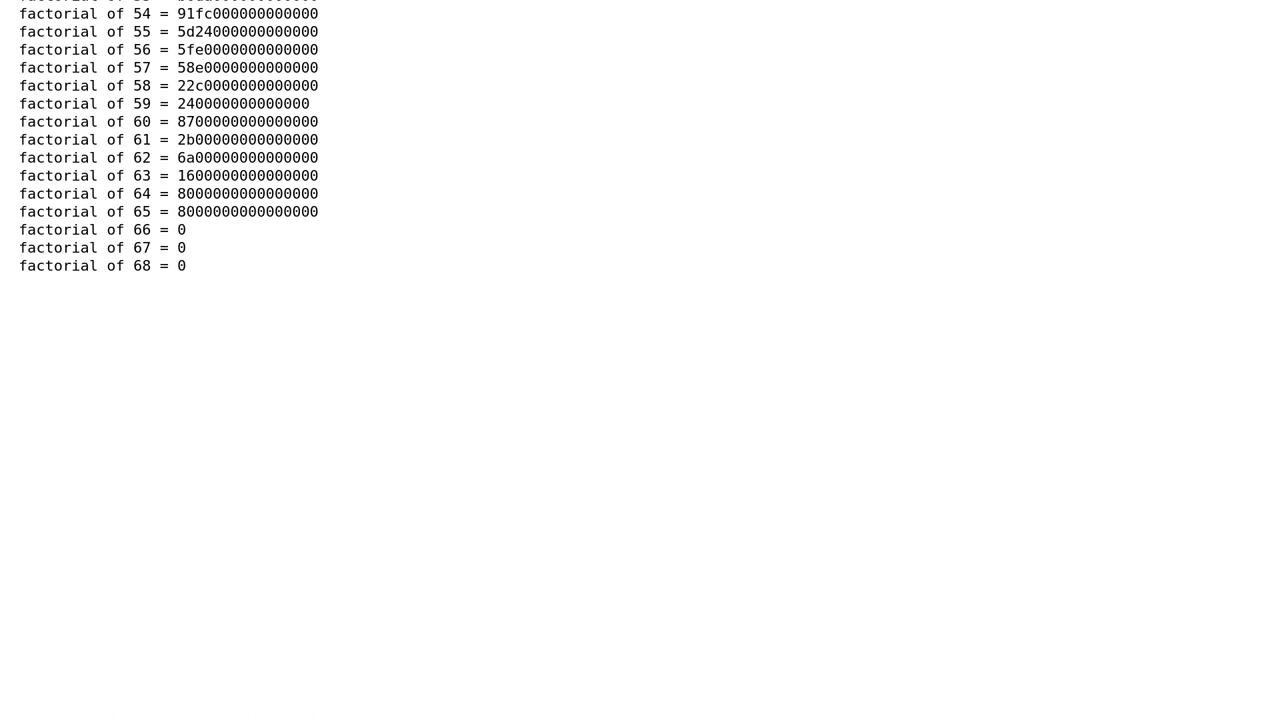 factorial of 54 = 91fc000000000000
factorial of 55 = 5d24000000000000
factorial of 56 = 5fe0000000000000
factorial of 57 = 58e0000000000000
factorial of 58 = 22c0000000000000
factorial of 59 = 240000000000000
factorial of 60 = 8700000000000000
factorial of 61 = 2b00000000000000
factorial of 62 = 6a00000000000000
factorial of 63 = 1600000000000000
factorial of 64 = 8000000000000000
factorial of 65 = 8000000000000000
factorial of 66 = 0
factorial of 67 = 0
factorial of 68 = 0